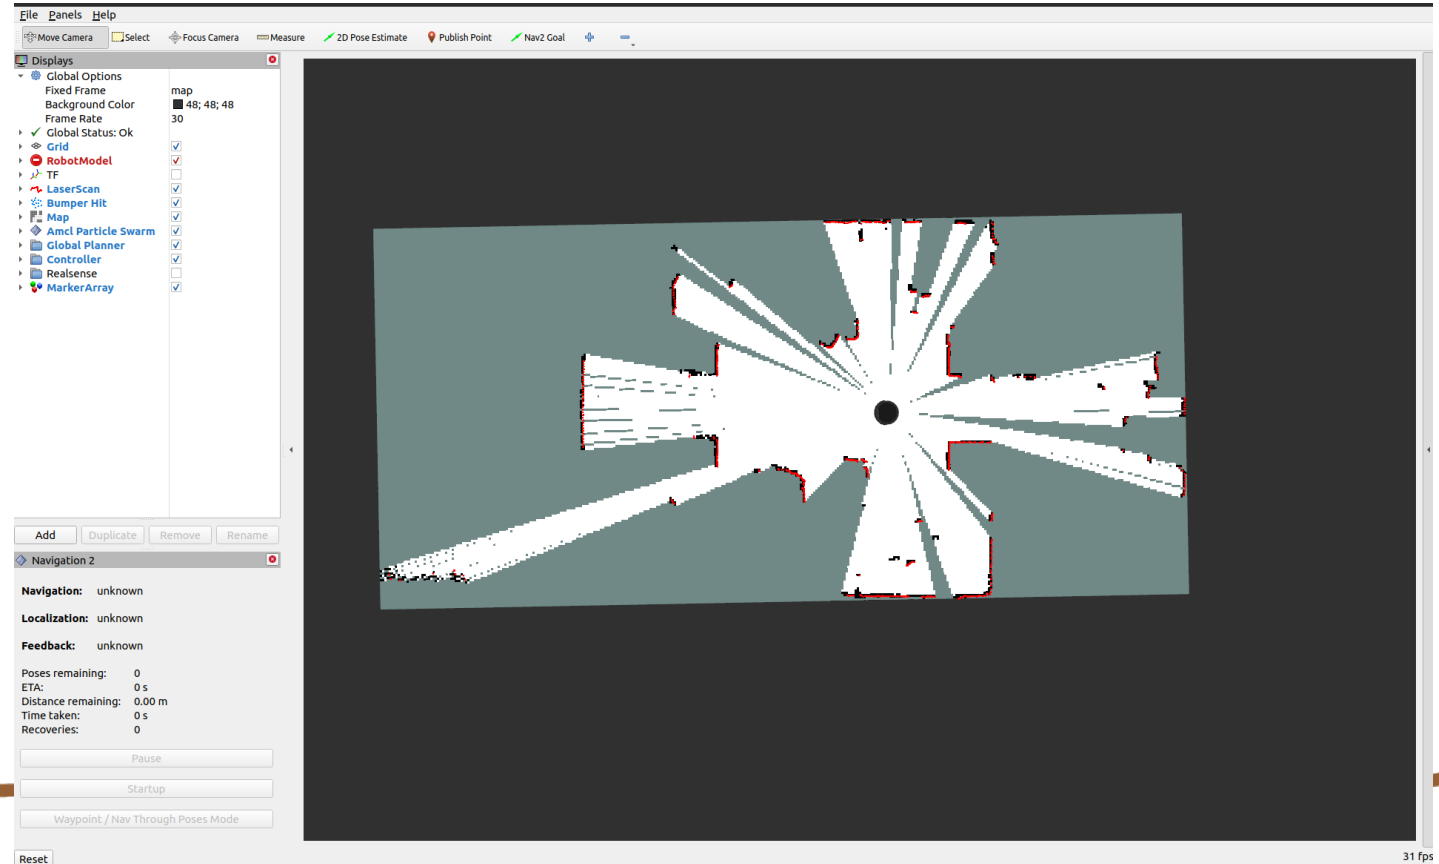 File Panels Help
Move Camera Select Focus Camera Measure 2D Pose Estimate Publish Point Nav2 Goal
Displays
Global Options
Fixed Frame map
Background Color 48; 48; 48
Frame Rate 30
Global Status: Ok
Grid
RobotModel
TF
LaserScan
Bumper Hit
Map
Amcl Particle Swarm
Global Planner
Controller
Realsense
MarkerArray
Add Duplicate Remove Rename
Navigation 2
Navigation: unknown
Localization: unknown
Feedback: unknown
Poses remaining: 0
ETA: 0 s
Distance remaining: 0.00 m
Time taken: 0 s
Recoveries: 0
Pause
Startup
Waypoint / Nav Through Poses Mode
Reset 31 fps